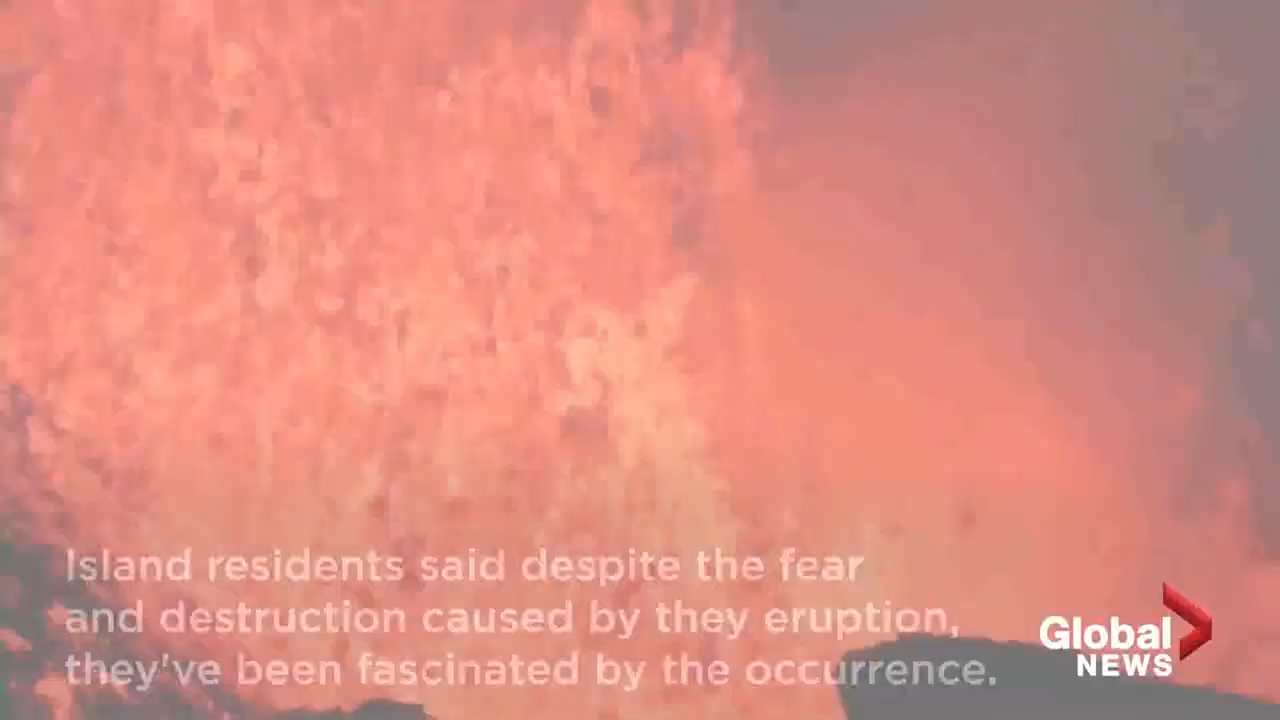 Island residents said despite the fear
and destruction caused by they eruption,
they've been fascinated by the occurrence.
Global
NEWS